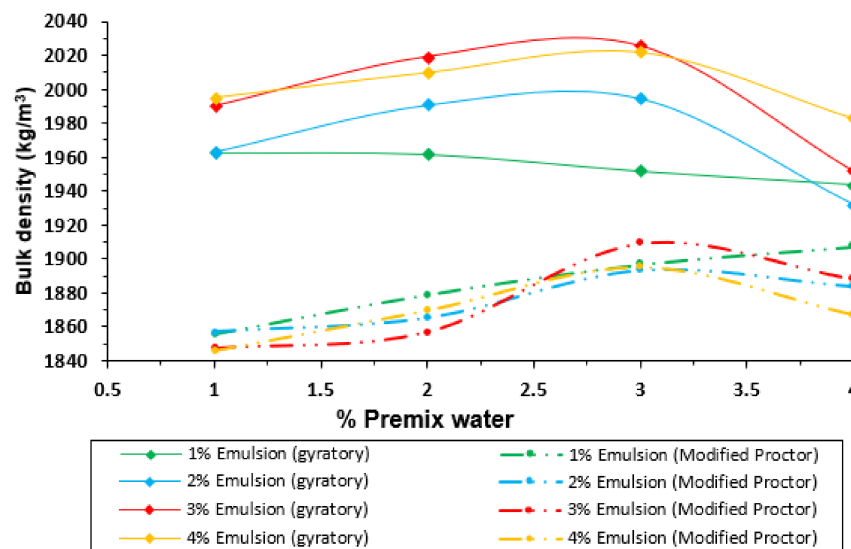 2040
2020
2000
1980
1960
1940
1920
1900
1880
1860
1840
Bulk density (kg/m³)
0.5 1 1.5 2 2.5 3 3.5 4
% Premix water
1% Emulsion (gyratory) 1% Emulsion (Modified Proctor)
2% Emulsion (gyratory) 2% Emulsion (Modified Proctor)
3% Emulsion (gyratory) 3% Emulsion (Modified Proctor)
4% Emulsion (gyratory) 4% Emulsion (Modified Proctor)